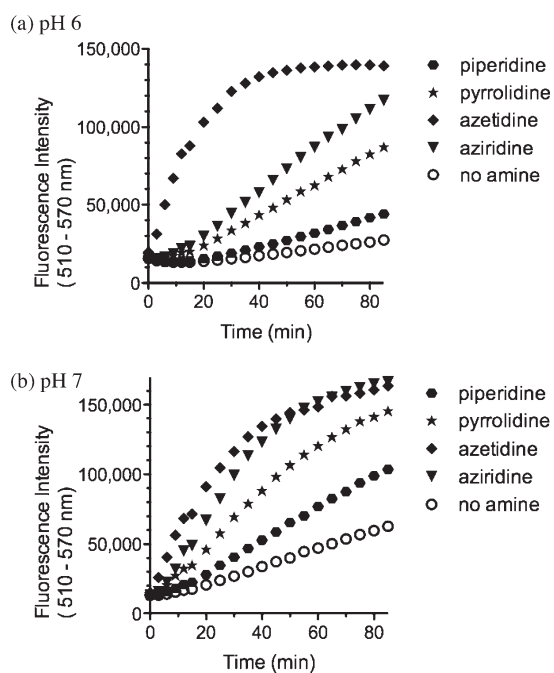 (a) pH 6
Fluorescence Intensity
( 510 - 570 nm)
150,000
100,000
50,000
0
0 20 40 60 80
Time (min)
piperidine
pyrrolidine
azetidine
aziridine
no amine
(b) pH 7
Fluorescence Intensity
( 510 - 570 nm)
150,000
100,000
50,000
0
0 20 40 60 80
Time (min)
piperidine
pyrrolidine
azetidine
aziridine
no amine